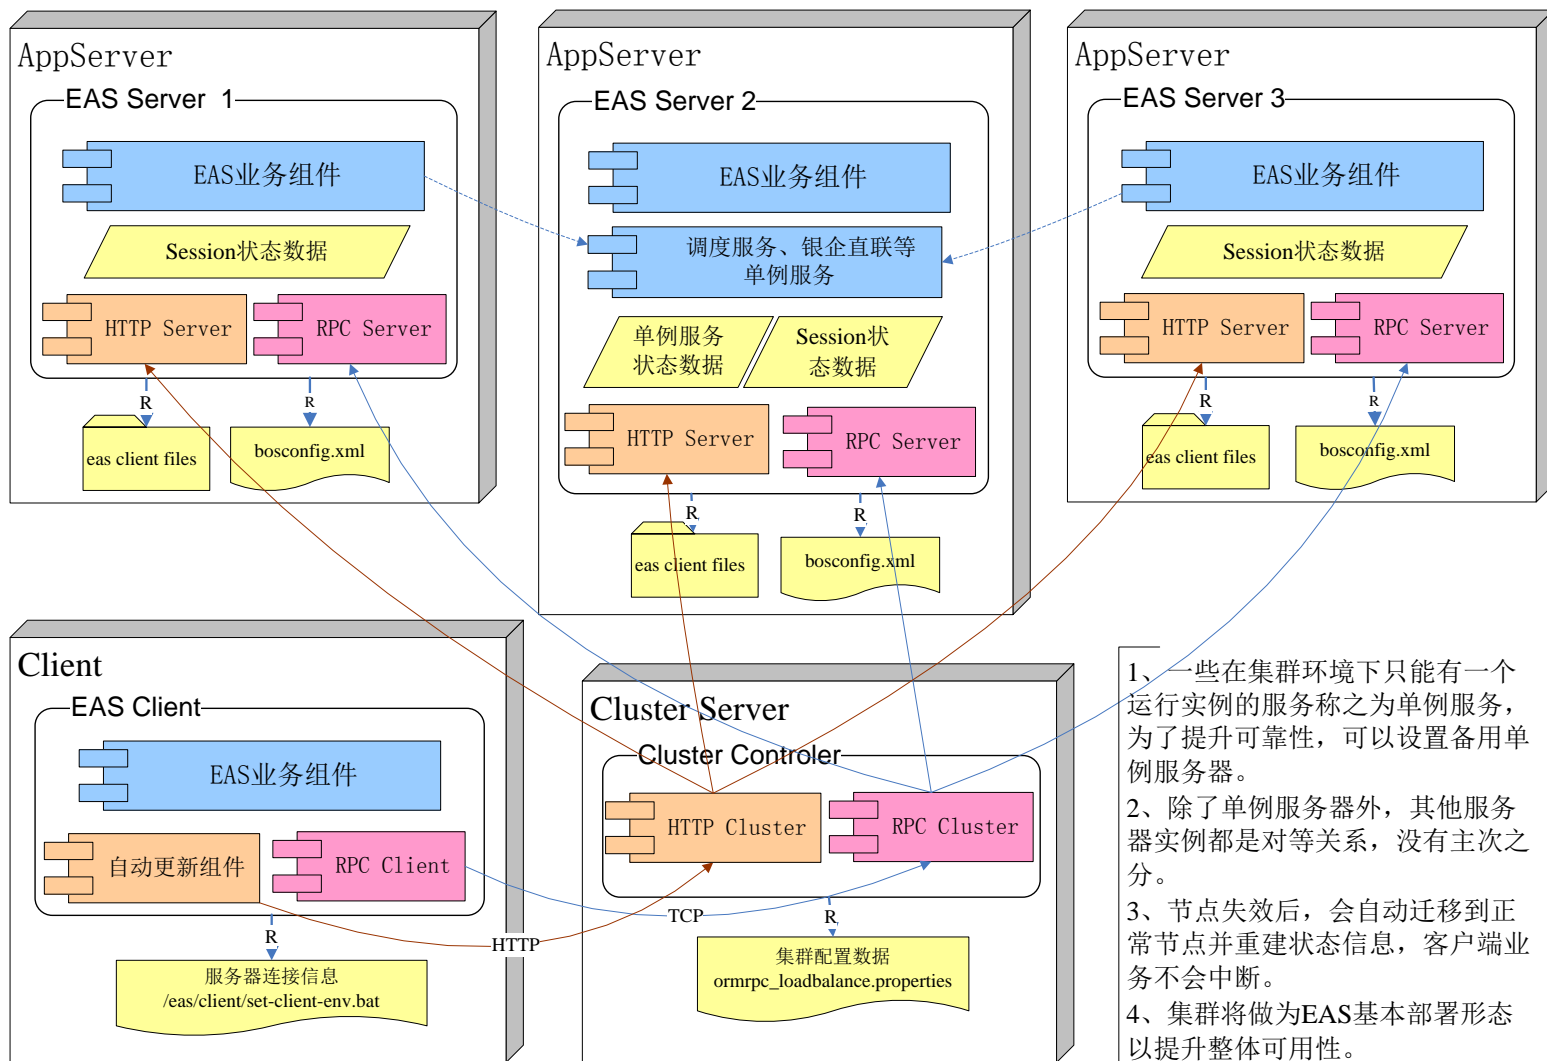 AppServer
EAS Server 1
EAS业务组件
Session状态数据
HTTP Server
RPC Server
R
R
eas client files
bosconfig.xml
AppServer
EAS Server 2
EAS业务组件
调度服务、银企直联等
单例服务
单例服务
状态数据
Session状
态数据
HTTP Server
RPC Server
R
R
eas client files
bosconfig.xml
AppServer
EAS Server 3
EAS业务组件
Session状态数据
HTTP Server
RPC Server
R
R
eas client files
bosconfig.xml
Client
EAS Client
EAS业务组件
自动更新组件
RPC Client
R
服务器连接信息
/eas/client/set-client-env.bat
HTTP
TCP
Cluster Server
Cluster Controler
HTTP Cluster
RPC Cluster
R
集群配置数据
ormrpc_loadbalance.properties
1、一些在集群环境下只能有一个
运行实例的服务称之为单例服务，
为了提升可靠性，可以设置备用单
例服务器。
2、除了单例服务器外，其他服务
器实例都是对等关系，没有主次之
分。
3、节点失效后，会自动迁移到正
常节点并重建状态信息，客户端业
务不会中断。
4、集群将做为EAS基本部署形态
以提升整体可用性。